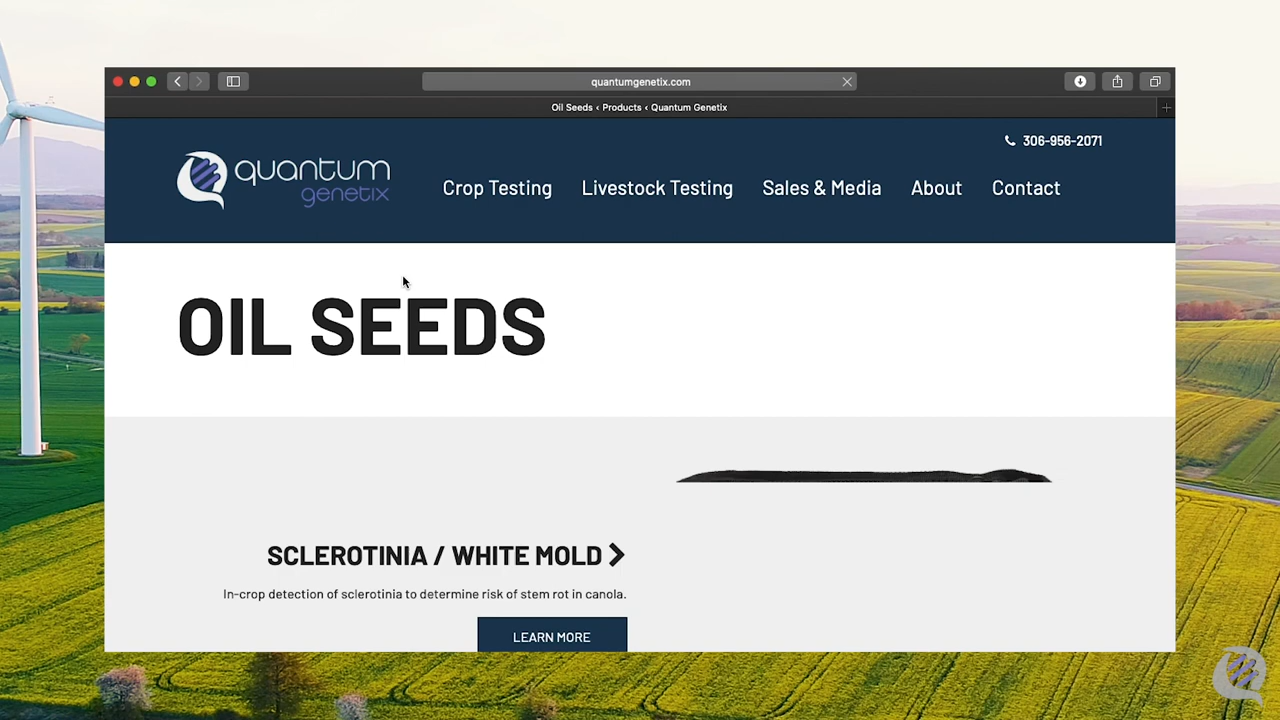 quantumgenetix.com
Oil Seeds ‹ Products ‹ Quantum Genetix
306-956-2071
quantum
genetix
Crop Testing Livestock Testing Sales & Media About Contact
OIL SEEDS
SCLEROTINIA / WHITE MOLD
In-crop detection of sclerotinia to determine risk of stem rot in canola.
LEARN MORE